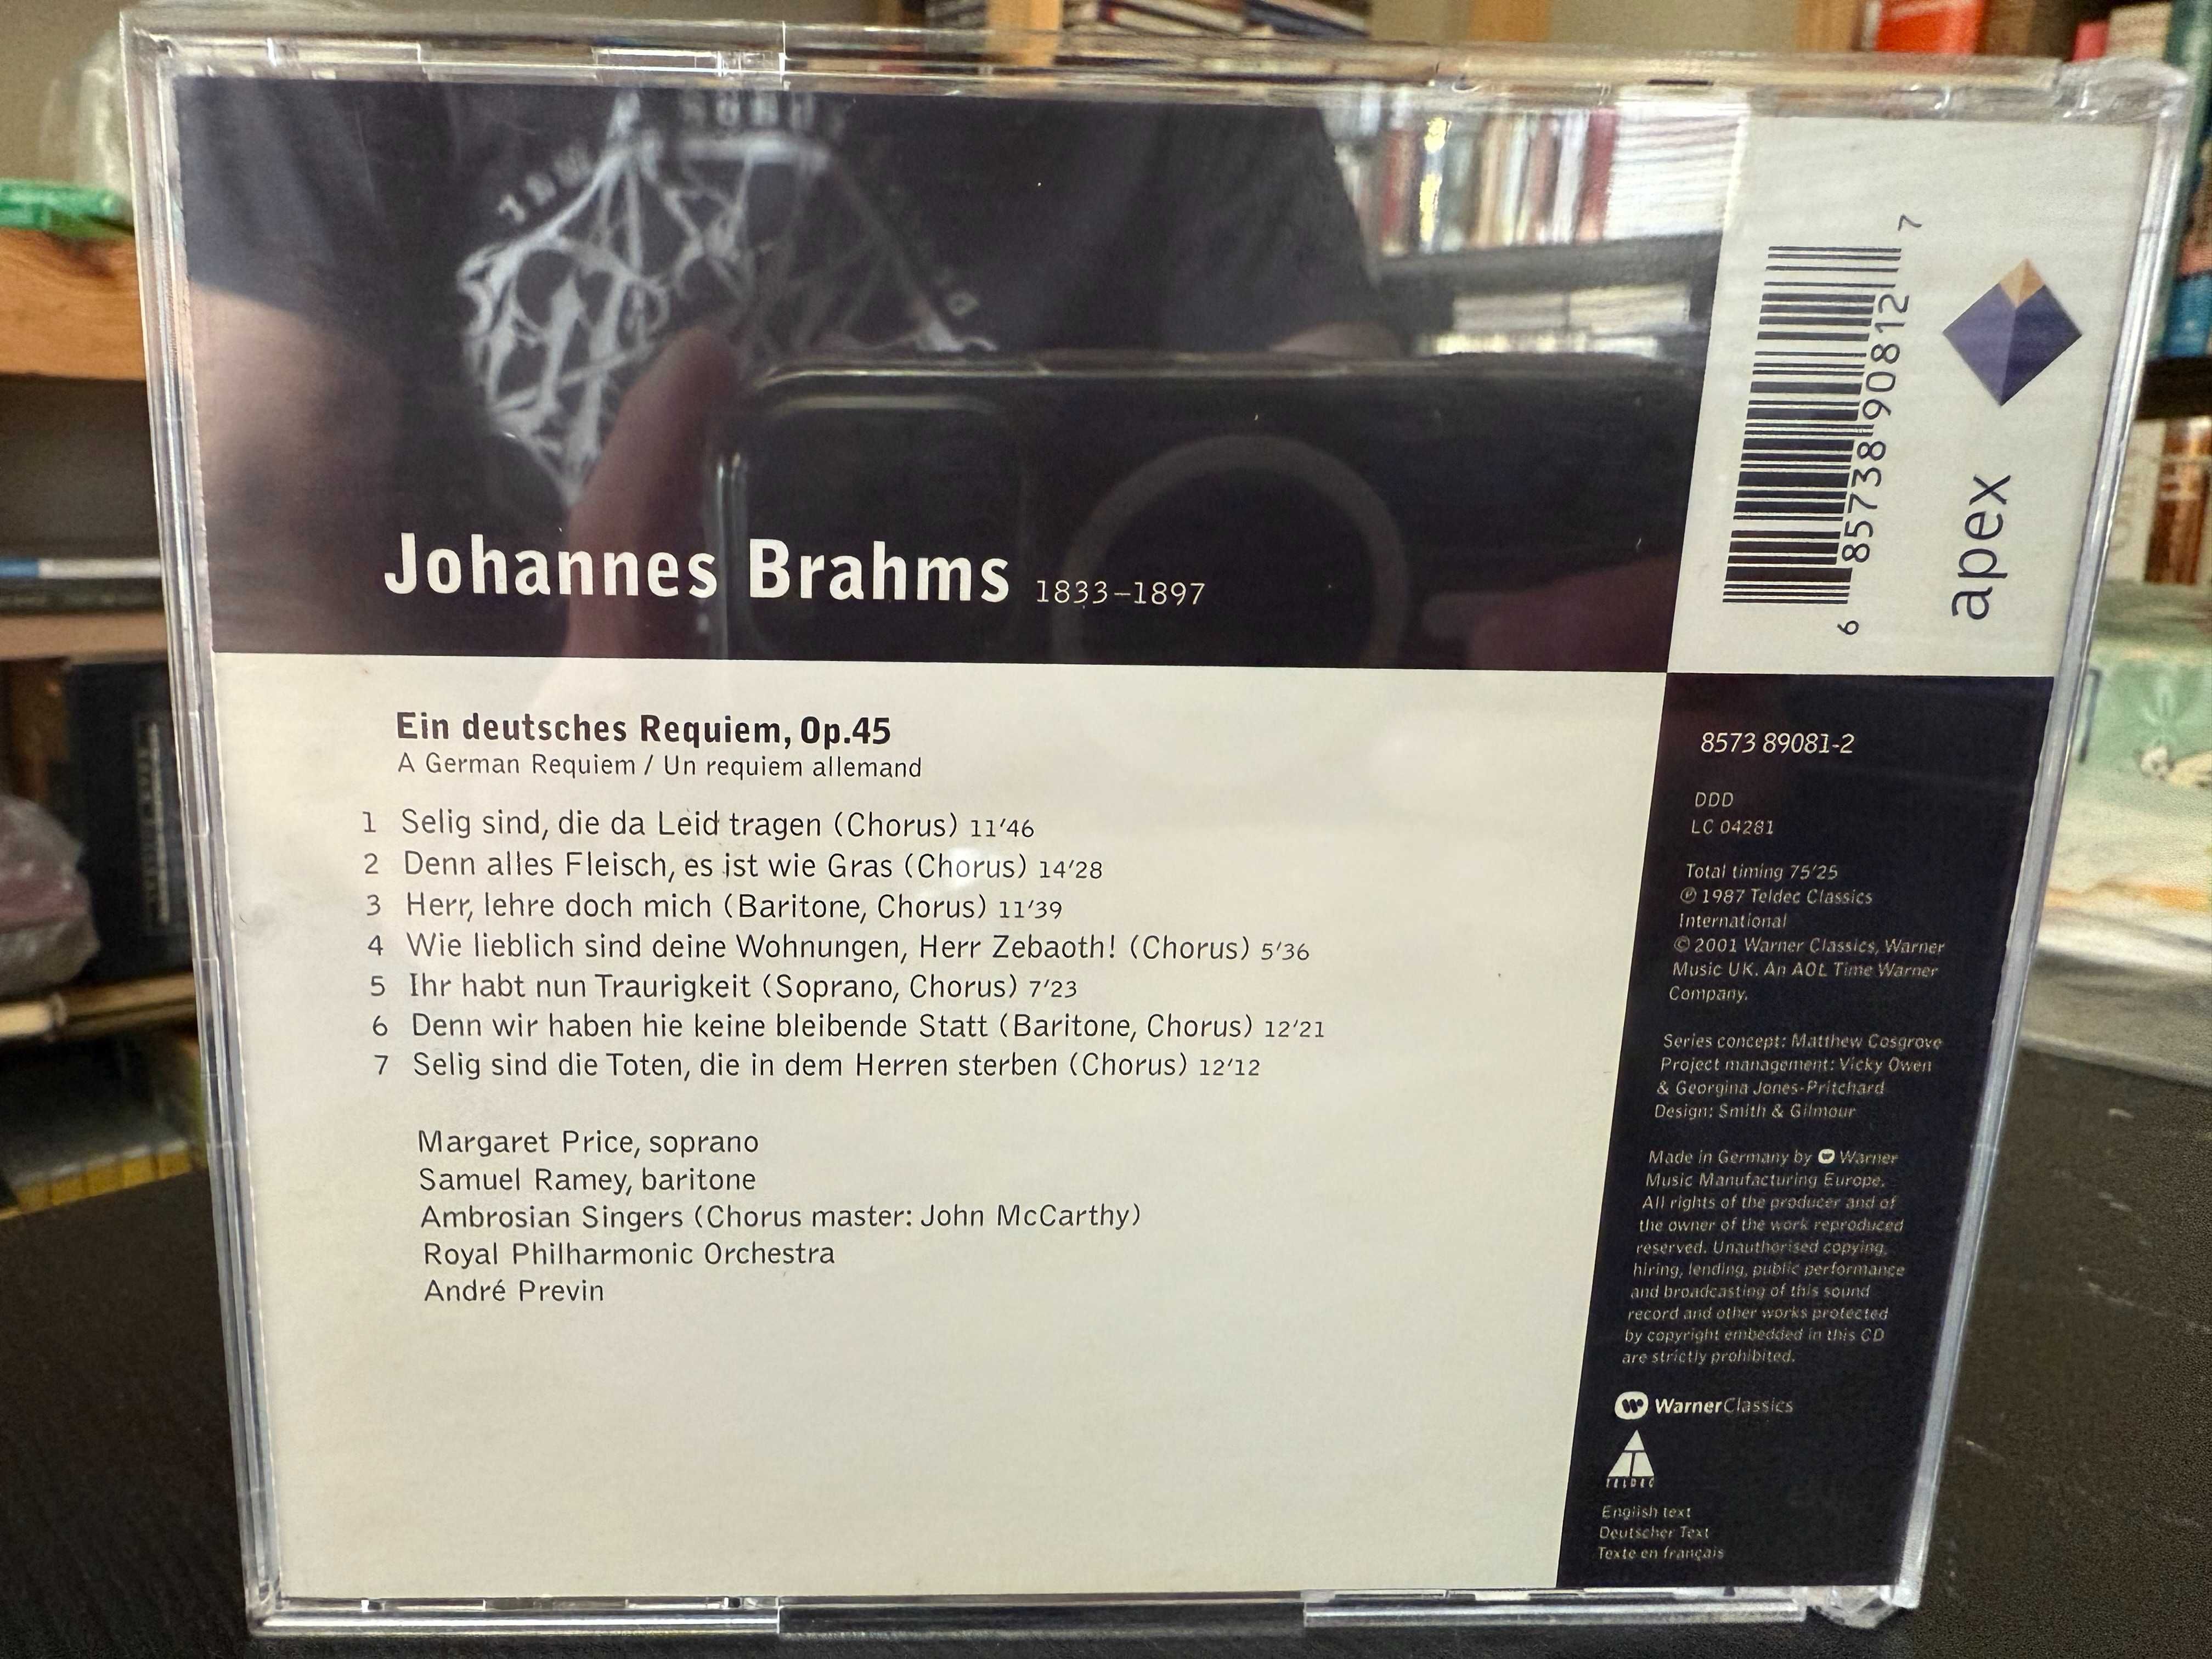 Johannes Brahms 1833–1897
Ein deutsches Requiem, Op.45
A German Requiem / Un requiem allemand
1 Selig sind, die da Leid tragen (Chorus) 11'46
2 Denn alles Fleisch, es ist wie Gras (Chorus) 14'28
3 Herr, lehre doch mich (Baritone, Chorus) 11'39
4 Wie lieblich sind deine Wohnungen, Herr Zebaoth! (Chorus) 5'36
5 Ihr habt nun Traurigkeit (Soprano, Chorus) 7'23
6 Denn wir haben hie keine bleibende Statt (Baritone, Chorus) 12'21
7 Selig sind die Toten, die in dem Herren sterben (Chorus) 12'12
Margaret Price, soprano
Samuel Ramey, baritone
Ambrosian Singers (Chorus master: John McCarthy)
Royal Philharmonic Orchestra
André Previn
6 85738 90812 7
apex
8573 89081-2
DDD
LC 04281
Total timing 75'25
℗ 1987 Teldec Classics
International
© 2001 Warner Classics, Warner
Music UK. An AOL Time Warner
Company.
Series concept: Matthew Cosgrove
Project management: Vicky Owen
& Georgina Jones-Pritchard
Design: Smith & Gilmour
Made in Germany by Warner
Music Manufacturing Europe.
All rights of the producer and of
the owner of the work reproduced
reserved. Unauthorised copying,
hiring, lending, public performance
and broadcasting of this sound
record and other works protected
by copyright embedded in this CD
are strictly prohibited.
WarnerClassics
TELDEC
English text
Deutscher Text
Texte en français